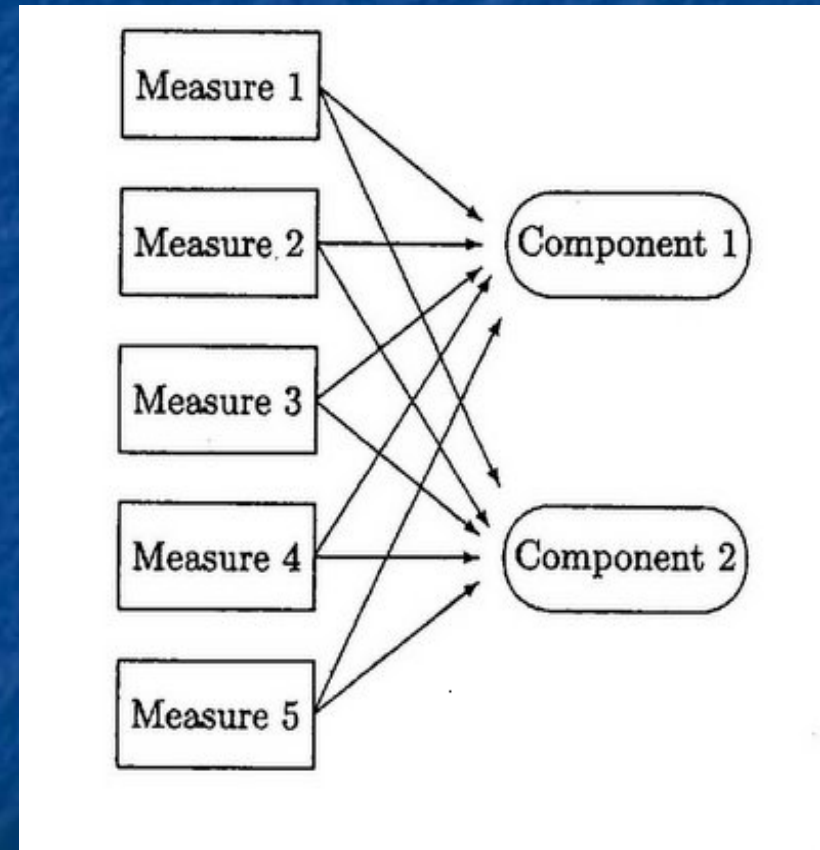 Measure 1
Measure 2
Measure 3
Measure 4
Measure 5
Component 1
Component 2